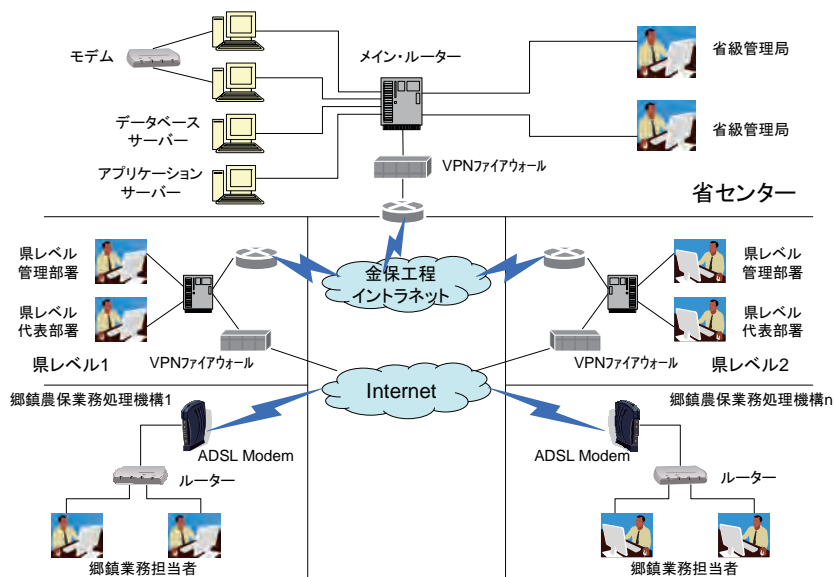 モデム
メイン・ルーター
省級管理局
データベース
サーバー
省級管理局
アプリケーション
サーバー
VPNファイアウォール
省センター
県レベル
管理部署
県レベル
代表部署
VPNファイアウォール
県レベル1
金保工程
イントラネット
県レベル
管理部署
県レベル
代表部署
VPNファイアウォール
県レベル2
Internet
郷鎮農保業務処理機構1
ADSL Modem
ルーター
郷鎮業務担当者
郷鎮農保業務処理機構n
ADSL Modem
ルーター
郷鎮業務担当者